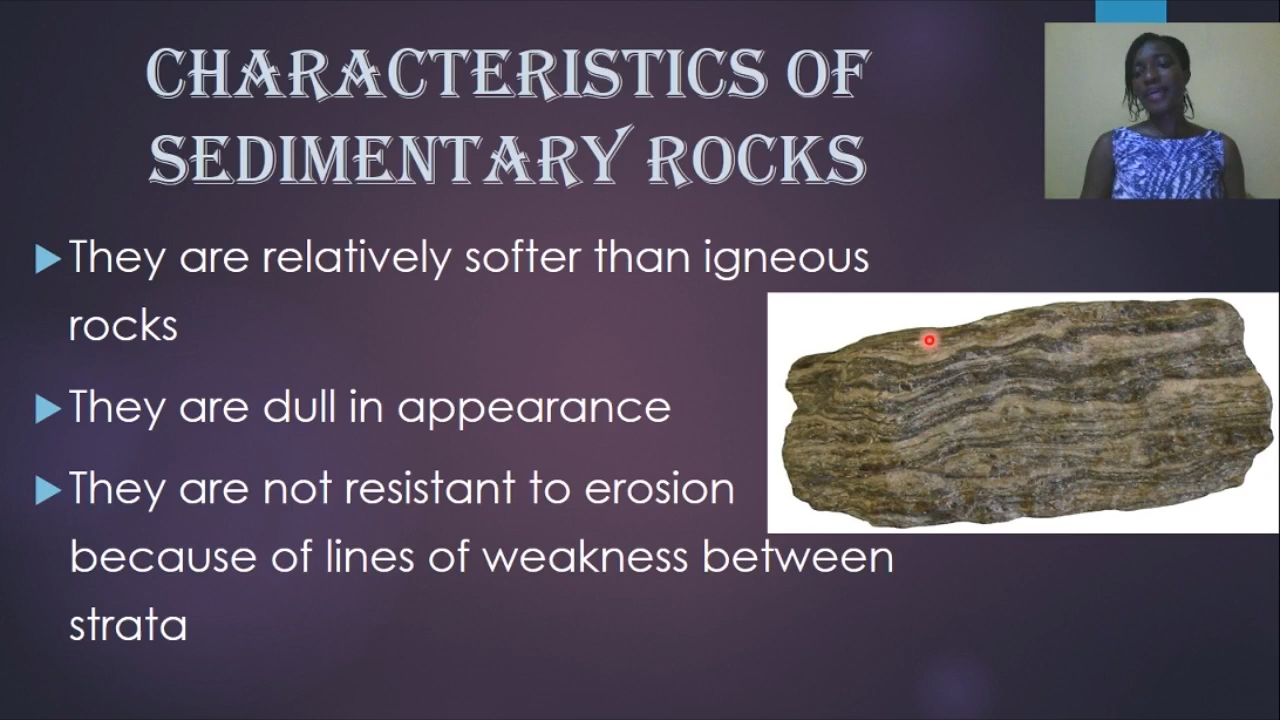 CHARACTERISTICS OF
SEDIMENTARY ROCKS
They are relatively softer than igneous
rocks
They are dull in appearance
They are not resistant to erosion
because of lines of weakness between
strata